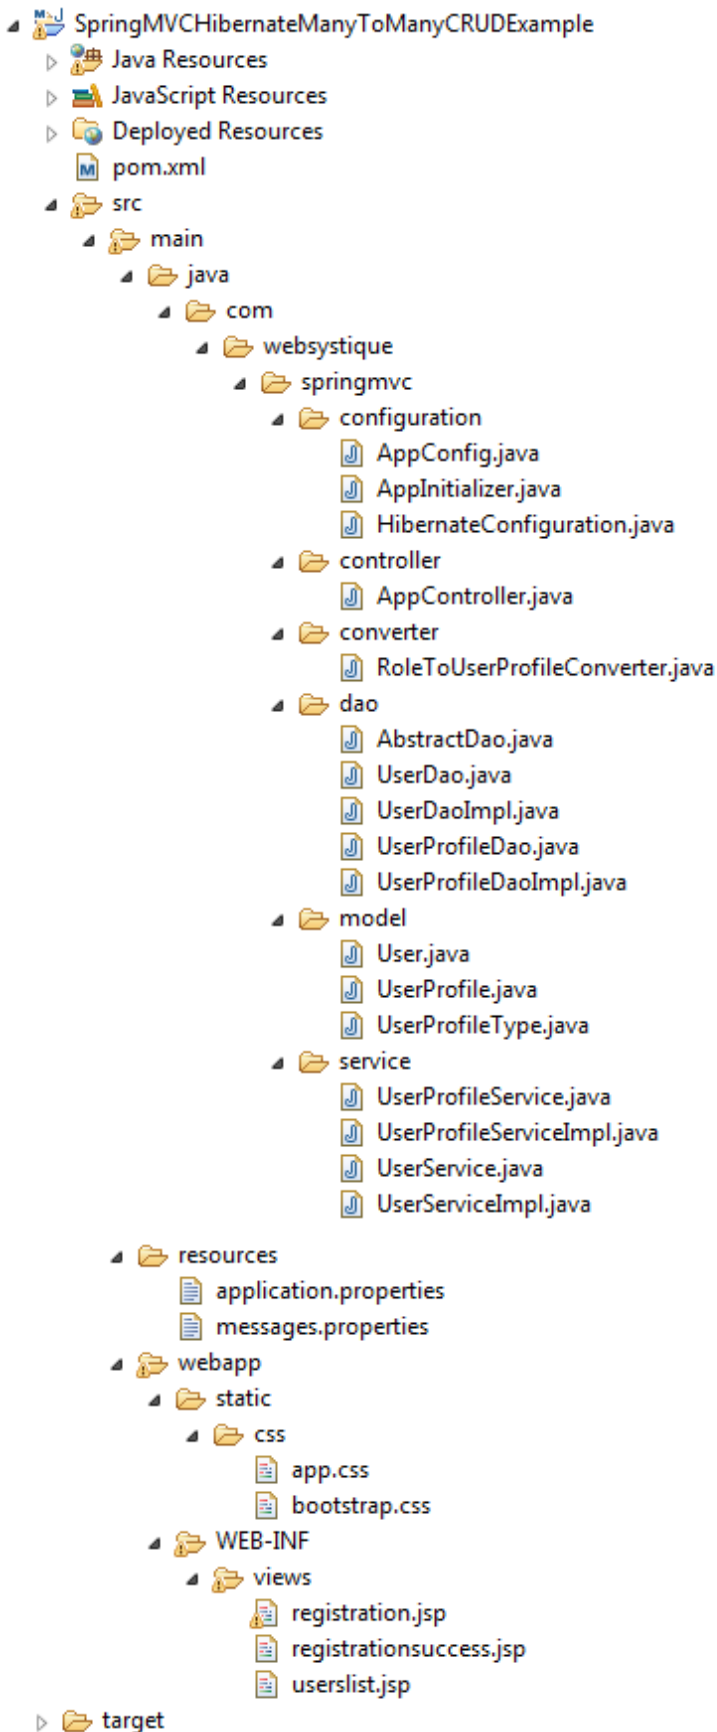 SpringMVCHibernateManyToManyCRUDExample
Java Resources
JavaScript Resources
Deployed Resources
pom.xml
src
main
java
com
websystique
springmvc
configuration
AppConfig.java
AppInitializer.java
HibernateConfiguration.java
controller
AppController.java
converter
RoleToUserProfileConverter.java
dao
AbstractDao.java
UserDao.java
UserDaoImpl.java
UserProfileDao.java
UserProfileDaoImpl.java
model
User.java
UserProfile.java
UserProfileType.java
service
UserProfileService.java
UserProfileServiceImpl.java
UserService.java
UserServiceImpl.java
resources
application.properties
messages.properties
webapp
static
css
app.css
bootstrap.css
WEB-INF
views
registration.jsp
registrationsuccess.jsp
userslist.jsp
target